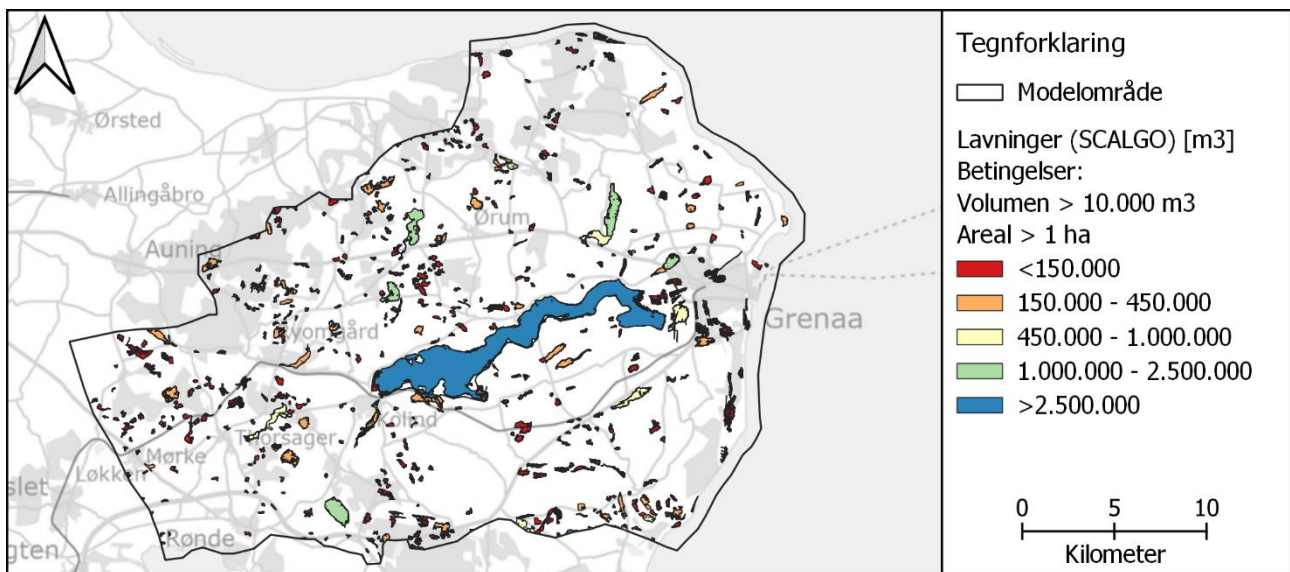 Ørsted
Allingåbro
Auning
Ørum
Grenaa
Kolind
Thorsager
Mørke
Løkken
slet
Rønde
gten
Tegnforklaring
Modelområde
Lavninger (SCALGO) [m3]
Betingelser:
Volumen > 10.000 m3
Areal > 1 ha
<150.000
150.000 - 450.000
450.000 - 1.000.000
1.000.000 - 2.500.000
>2.500.000
0 5 10
Kilometer